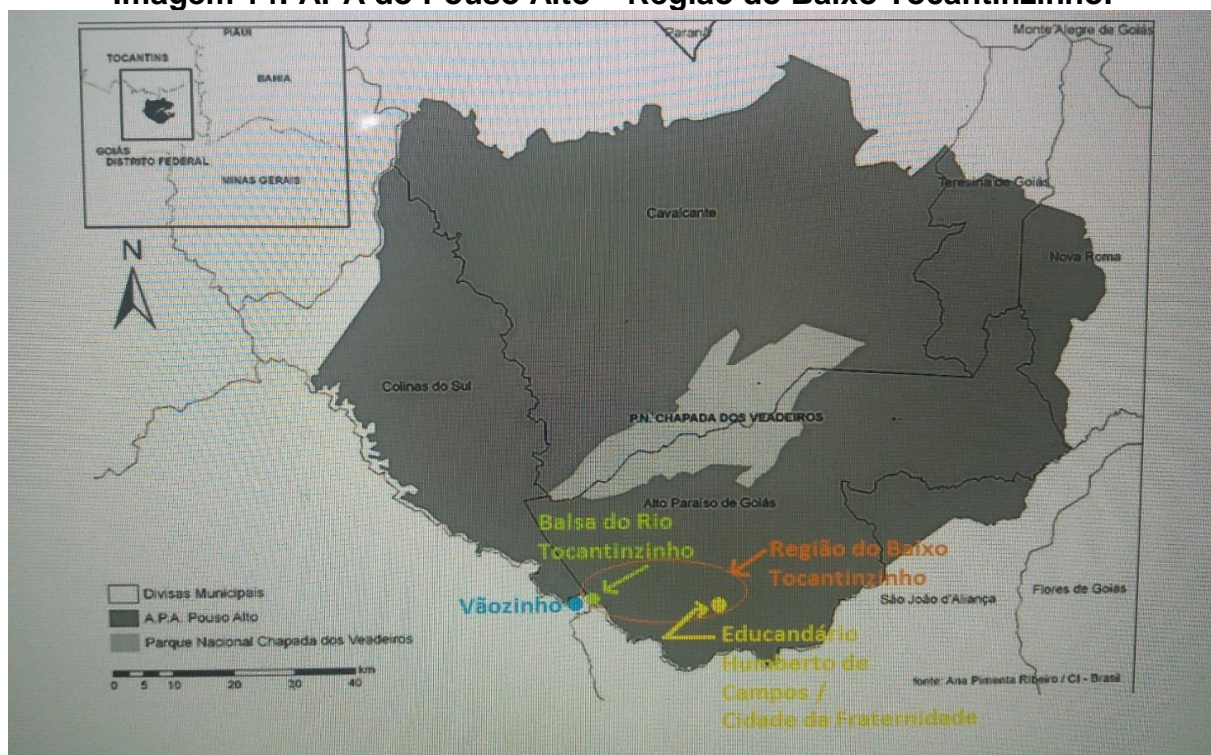 Imagem 14: APA do Pouso Alto – Região do Baixo Tocantinzinho.
PIAUÍ
TOCANTINS
BAHIA
GOIÁS
DISTRITO FEDERAL
MINAS GERAIS
N
Paranã
Monte Alegre de Goiás
Teresina de Goiás
Cavalcante
Nova Roma
Colinas do Sul
P.N. CHAPADA DOS VEADEIROS
Alto Paraíso de Goiás
Balsa do Rio
Tocantinzinho
Região do Baixo
Tocantinzinho
Vãozinho
São João d'Aliança
Flores de Goiás
Educandário
Humberto de
Campos /
Cidade da Fraternidade
Divisas Municipais
A.P.A. Pouso Alto
Parque Nacional Chapada dos Veadeiros
km
0 5 10 20 30 40
fonte: Ana Pimenta Ribeiro / CI - Brasil